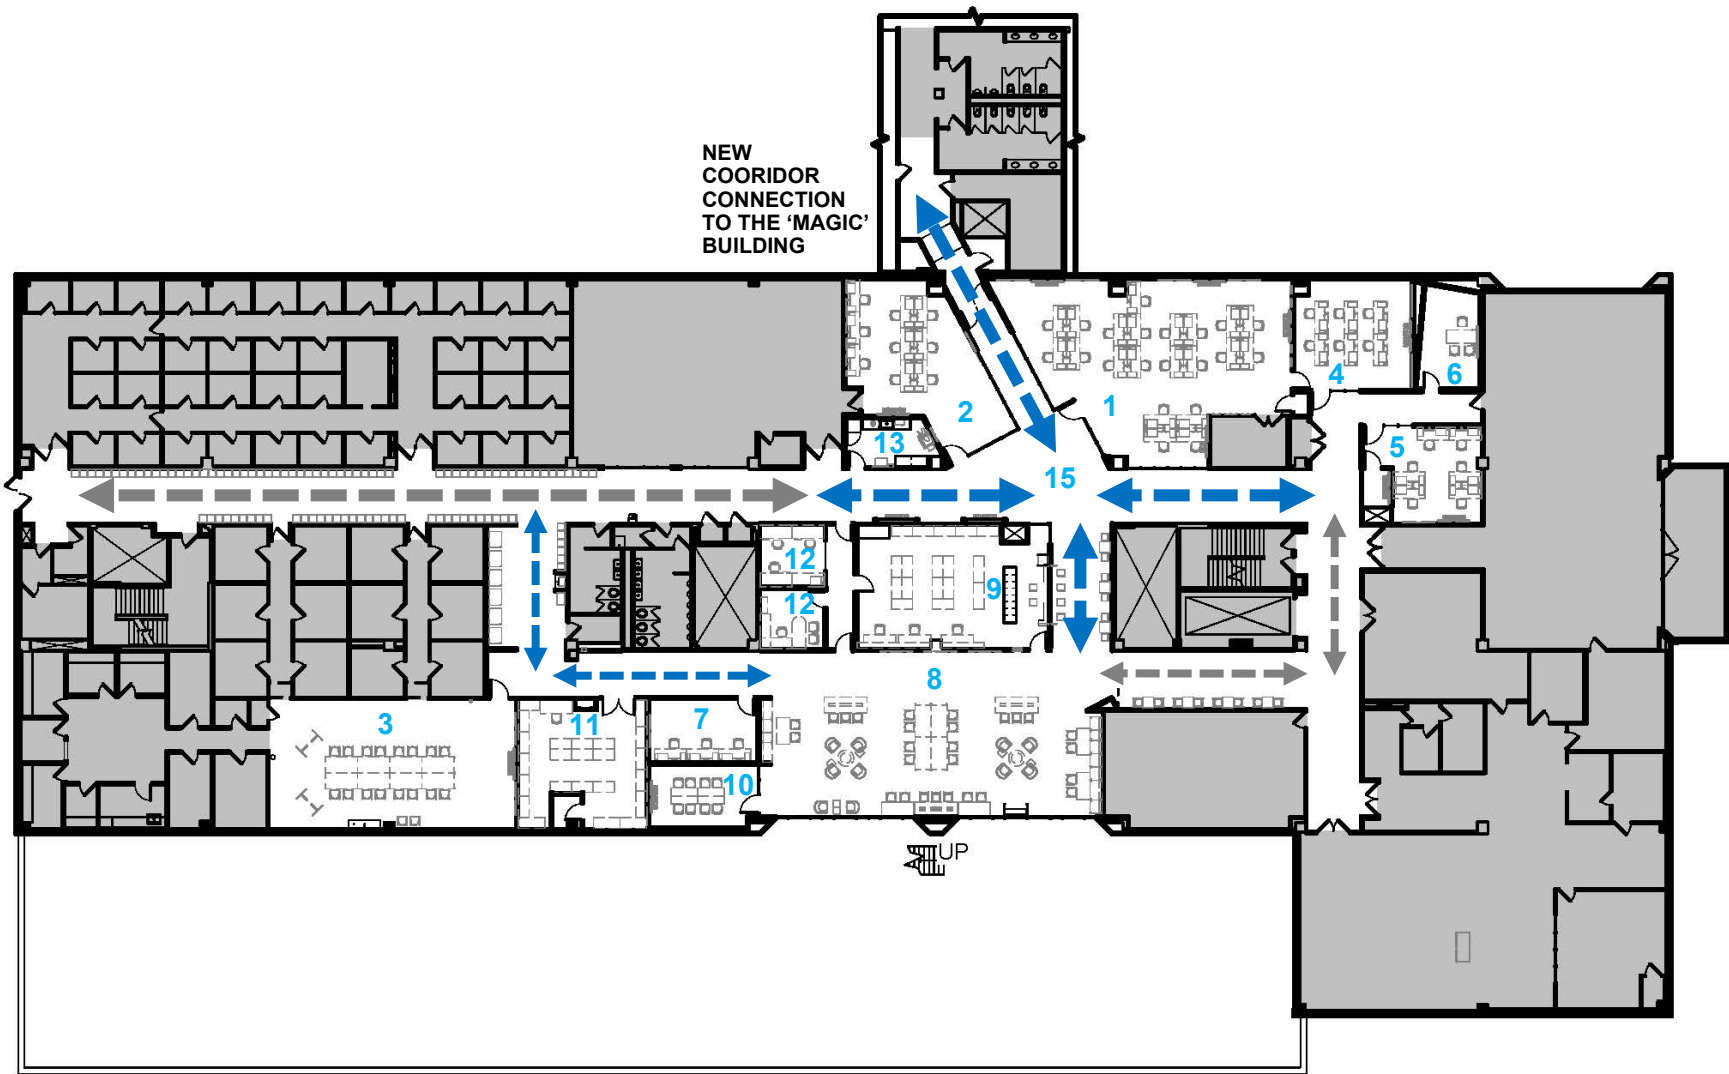 NEW
COORIDOR
CONNECTION
TO THE ‘MAGIC’
BUILDING
1
2
4
6
13
5
15
12
9
12
8
3
11
7
10
UP